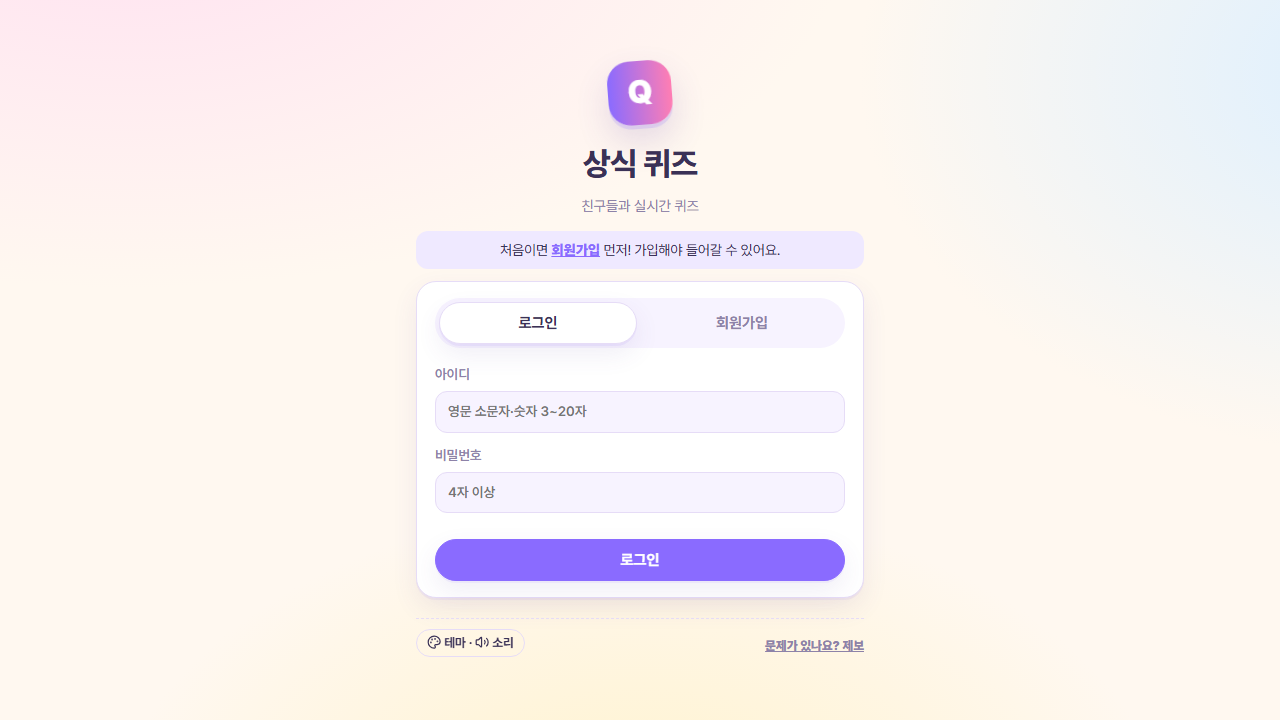 Q
상식 퀴즈
친구들과 실시간 퀴즈
처음이면 회원가입 먼저! 가입해야 들어갈 수 있어요.
로그인 회원가입
아이디
영문 소문자·숫자 3~20자
비밀번호
4자 이상
로그인
테마 · 소리 문제가 있나요? 제보